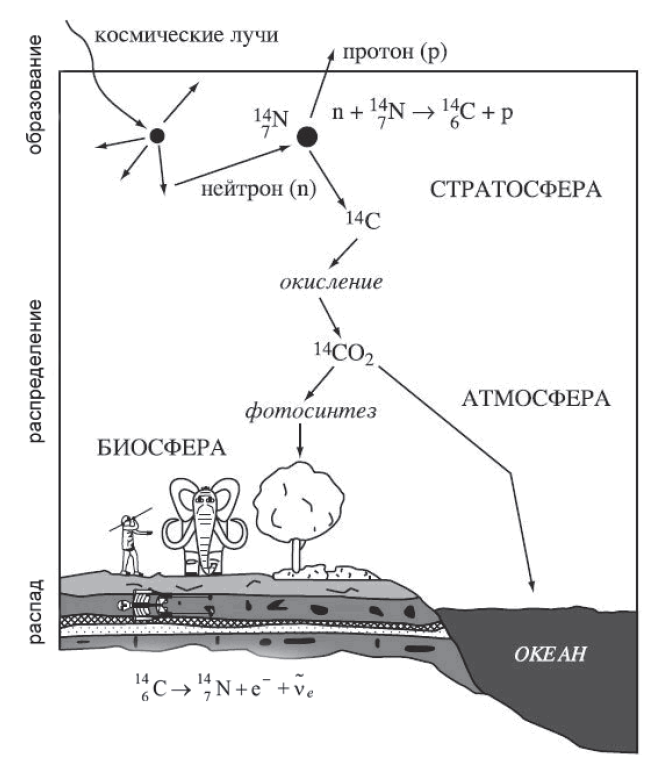 космические лучи
протон (p)
образование
¹⁴₇N
n + ¹⁴₇N → ¹⁴₆C + p
нейтрон (n)
СТРАТОСФЕРА
¹⁴C
окисление
распределение
¹⁴CO₂
АТМОСФЕРА
фотосинтез
БИОСФЕРА
распад
ОКЕАН
¹⁴₆C → ¹⁴₇N + e⁻ + ν̃ₑ